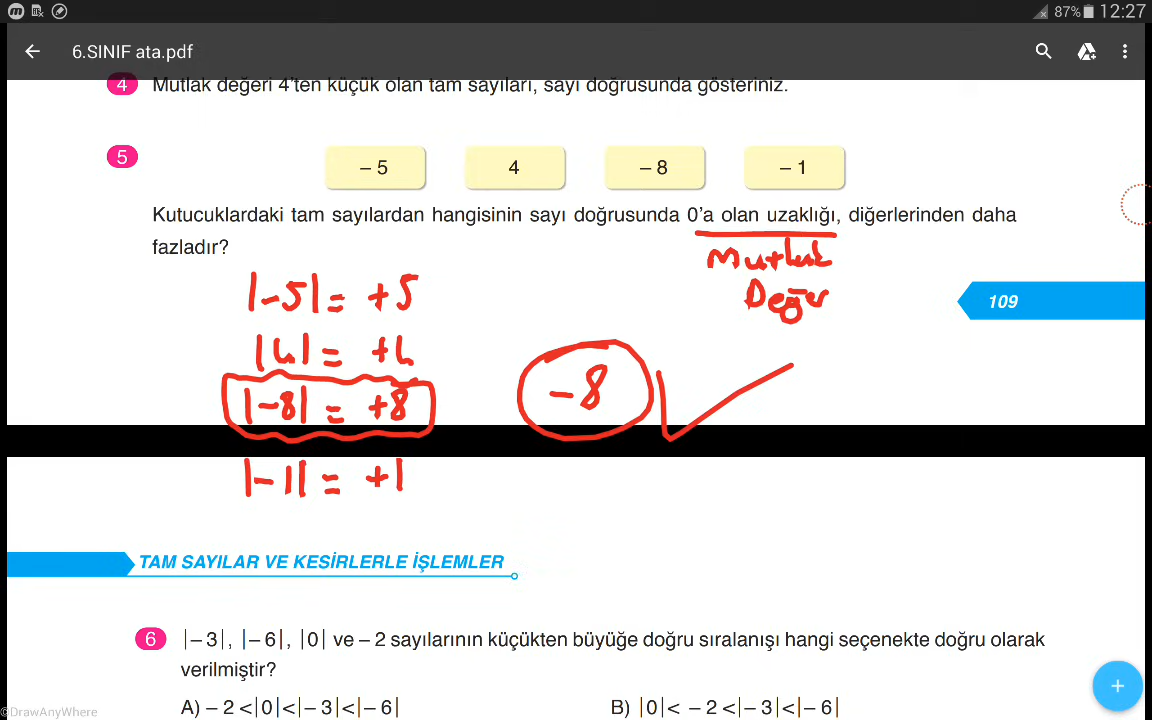 87% 12:27
6.SINIF ata.pdf
4 Mutlak değeri 4'ten küçük olan tam sayıları, sayı doğrusunda gösteriniz.
5
– 5 4 – 8 – 1
Kutucuklardaki tam sayılardan hangisinin sayı doğrusunda 0'a olan uzaklığı, diğerlerinden daha
fazladır?
Mutlak
Değer
|-5| = +5
109
|4| = +4
|-8| = +8
-8
|-1| = +1
TAM SAYILAR VE KESİRLERLE İŞLEMLER
6 |– 3|, |– 6|, |0| ve – 2 sayılarının küçükten büyüğe doğru sıralanışı hangi seçenekte doğru olarak
verilmiştir?
A) – 2 <|0|<|– 3|<|– 6| B) |0|< – 2 <|– 3|<|– 6|
©DrawAnyWhere